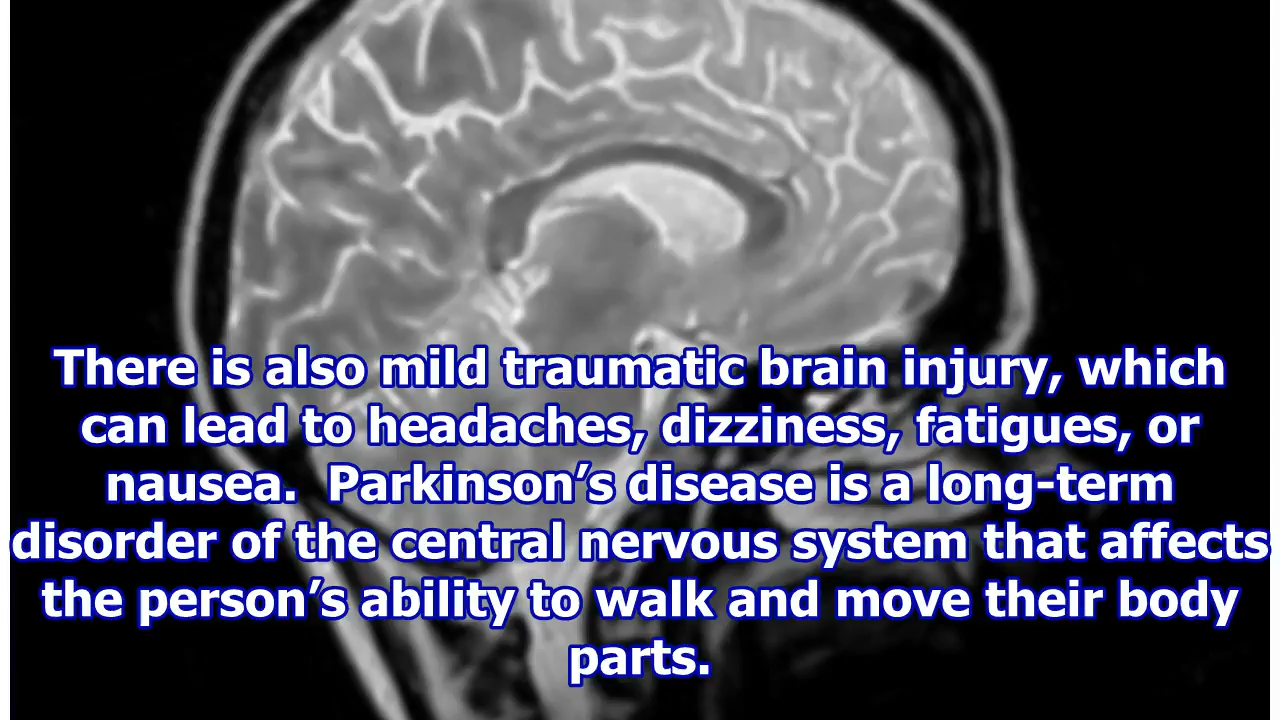 There is also mild traumatic brain injury, which
can lead to headaches, dizziness, fatigues, or
nausea.  Parkinson’s disease is a long-term
disorder of the central nervous system that affects
the person’s ability to walk and move their body
parts.